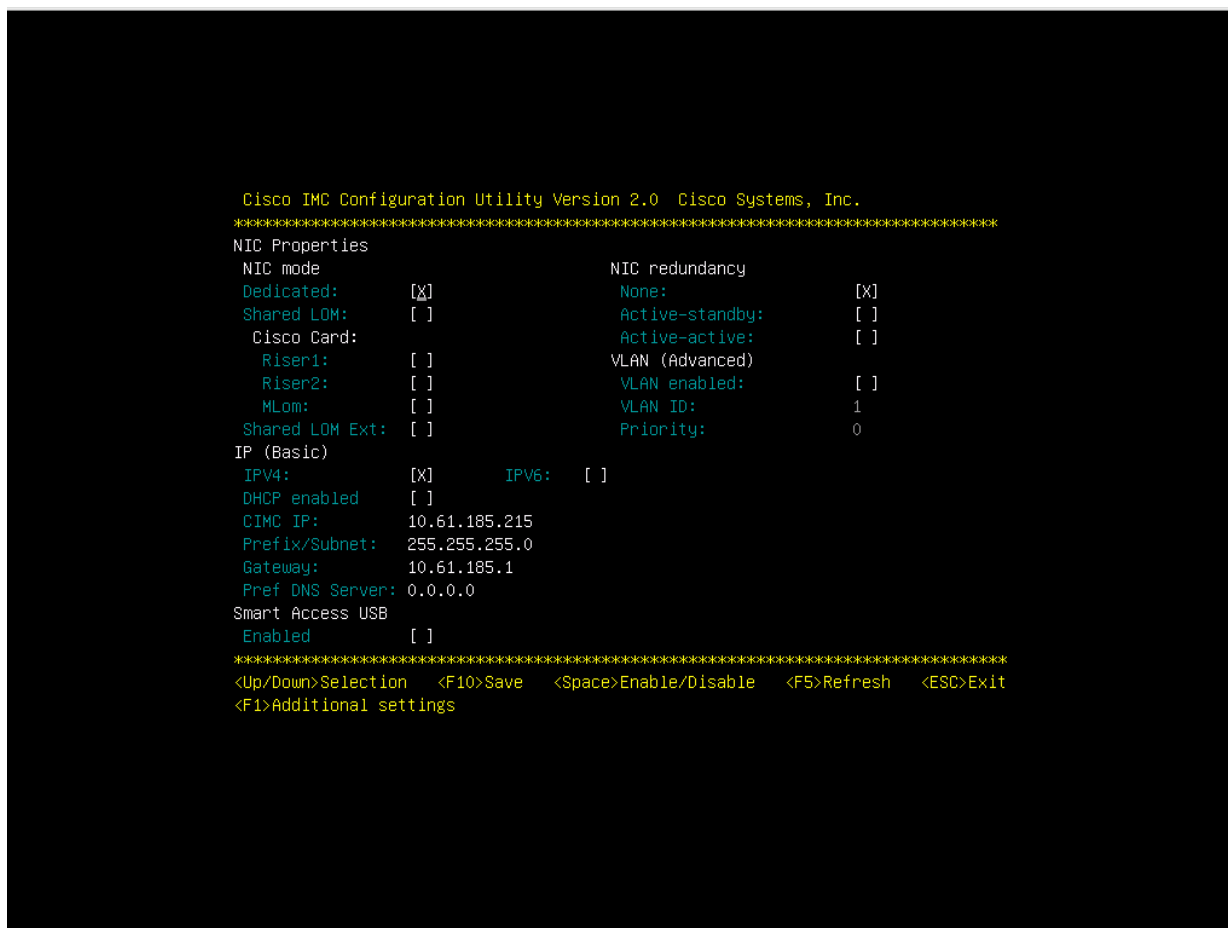 Cisco IMC Configuration Utility Version 2.0 Cisco Systems, Inc.
******************************************************************************
NIC Properties
NIC mode NIC redundancy
Dedicated: [X] None: [X]
Shared LOM: [ ] Active-standby: [ ]
Cisco Card: Active-active: [ ]
Riser1: [ ] VLAN (Advanced)
Riser2: [ ] VLAN enabled: [ ]
MLom: [ ] VLAN ID: 1
Shared LOM Ext: [ ] Priority: 0
IP (Basic)
IPV4: [X] IPV6: [ ]
DHCP enabled [ ]
CIMC IP: 10.61.185.215
Prefix/Subnet: 255.255.255.0
Gateway: 10.61.185.1
Pref DNS Server: 0.0.0.0
Smart Access USB
Enabled [ ]
*******************************************************************************
<Up/Down>Selection <F10>Save <Space>Enable/Disable <F5>Refresh <ESC>Exit
<F1>Additional settings